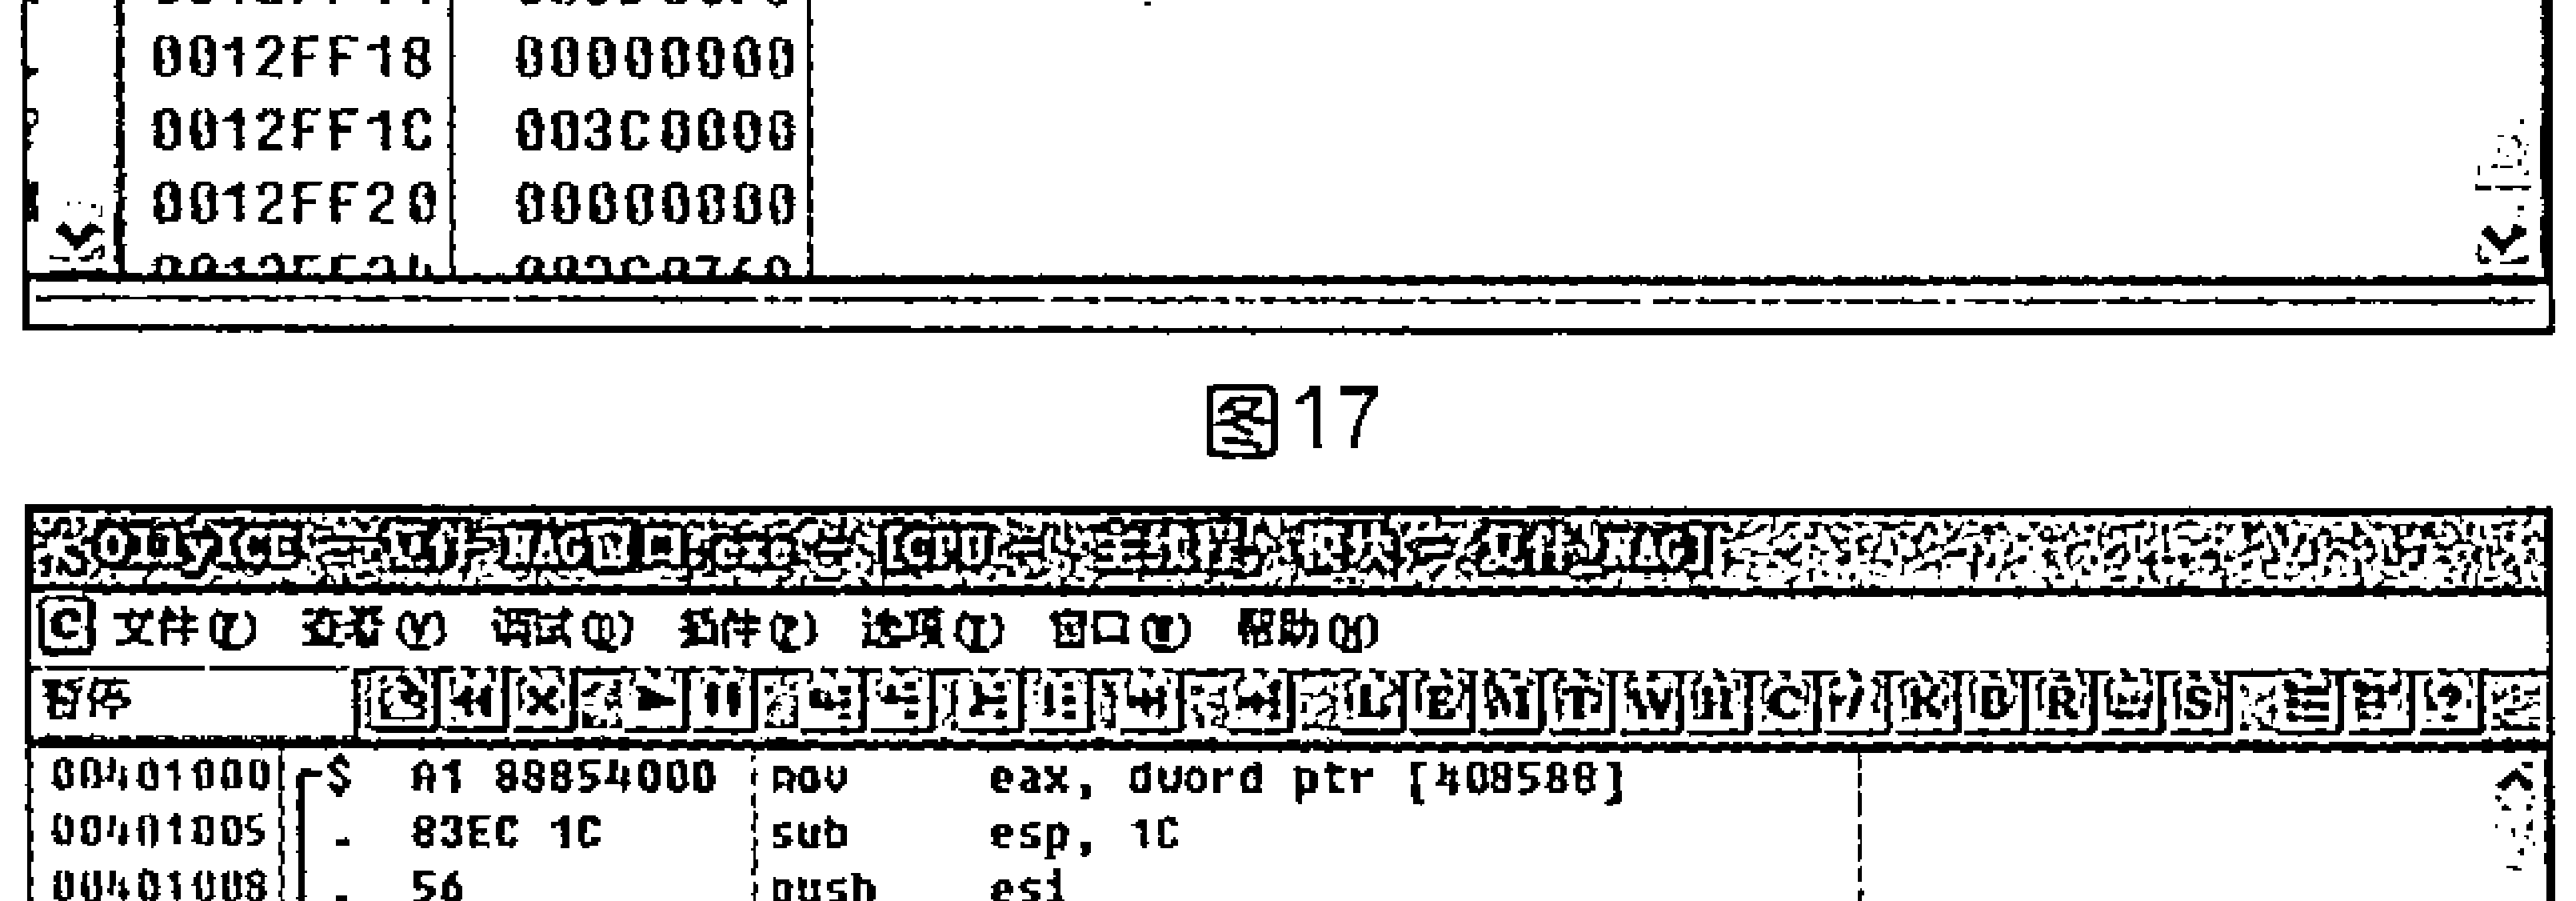 0012FF18 00000000
0012FF1C 003C0000
0012FF20 00000000
图17
OllyICE
C 文件(F) 查看(V) 调试(D) 插件(P) 选项(T) 窗口(W) 帮助(H)
暂停 L E M T W H C / K B R ... S ?
00401000 $ A1 88854000 mov eax, dword ptr [408588]
00401005 . 83EC 1C sub esp, 1C
00401008 . 56 push esi